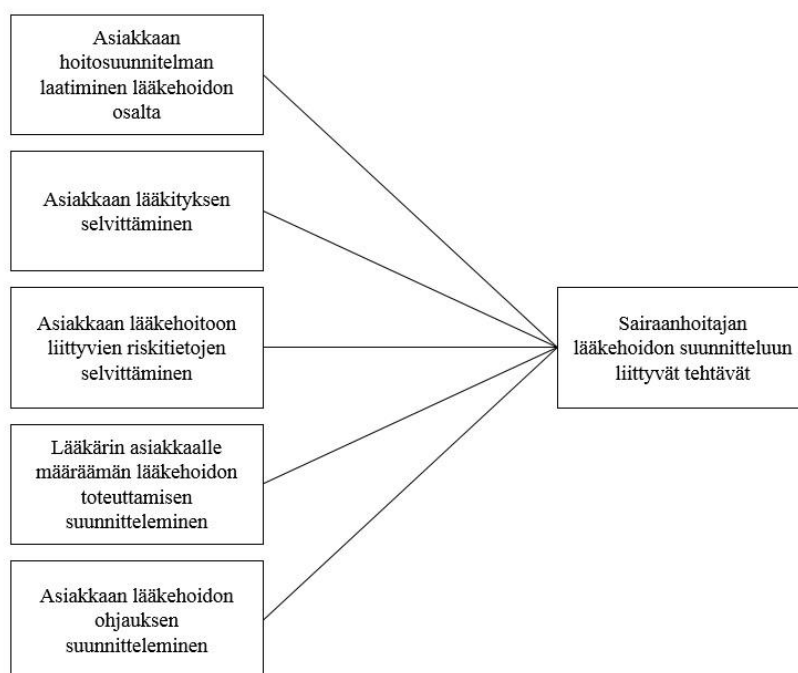 Asiakkaan
hoitosuunnitelman
laatiminen lääkehoidon
osalta
Asiakkaan lääkityksen
selvittäminen
Asiakkaan lääkehoitoon
liittyvien riskitietojen
selvittäminen
Lääkärin asiakkaalle
määräämän lääkehoidon
toteuttamisen
suunnitteleminen
Asiakkaan lääkehoidon
ohjauksen
suunnitteleminen
Sairaanhoitajan
lääkehoidon suunnitteluun
liittyvät tehtävät